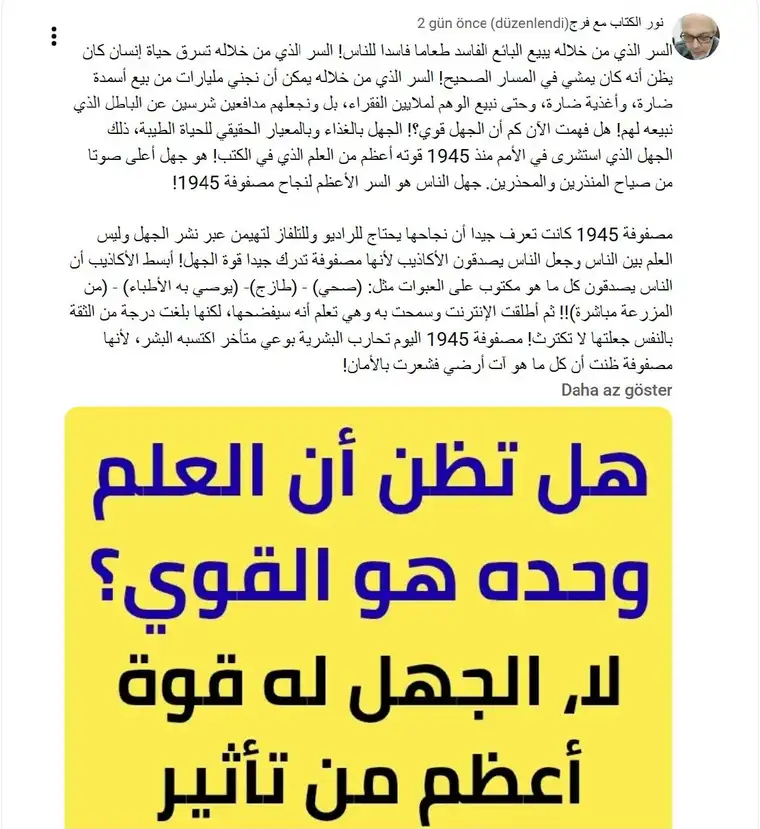 نور الكتاب مع فرج 2 gün önce (düzenlendi)
السر الذي من خلاله يبيع البائع الفاسد طعاما فاسدا للناس! السر الذي من خلاله تسرق حياة إنسان كان
يظن أنه كان يمشي في المسار الصحيح! السر الذي من خلاله يمكن أن نجني مليارات من بيع أسمدة
ضارة، وأغذية ضارة، وحتى نبيع الوهم لملايين الفقراء، بل ونجعلهم مدافعين شرسين عن الباطل الذي
نبيعه لهم! هل فهمت الآن كم أن الجهل قوي؟! الجهل بالغذاء وبالمعيار الحقيقي للحياة الطيبة، ذلك
الجهل الذي استشرى في الأمم منذ 1945 قوته أعظم من العلم الذي في الكتب! هو جهل أعلى صوتا
من صياح المنذرين والمحذرين. جهل الناس هو السر الأعظم لنجاح مصفوفة 1945!
مصفوفة 1945 كانت تعرف جيدا أن نجاحها يحتاج للراديو وللتلفاز لتهيمن عبر نشر الجهل وليس
العلم بين الناس وجعل الناس يصدقون الأكاذيب لأنها مصفوفة تدرك جيدا قوة الجهل! أبسط الأكاذيب أن
الناس يصدقون كل ما هو مكتوب على العبوات مثل: (صحي) - (طازج)- (يوصي به الأطباء) - (من
المزرعة مباشرة)!! ثم أطلقت الإنترنت وسمحت به وهي تعلم أنه سيفضحها، لكنها بلغت درجة من الثقة
بالنفس جعلتها لا تكترث! مصفوفة 1945 اليوم تحارب البشرية بوعي متأخر اكتسبه البشر، لأنها
مصفوفة ظنت أن كل ما هو آت أرضي فشعرت بالأمان!
Daha az göster
هل تظن أن العلم
وحده هو القوي؟
لا، الجهل له قوة
أعظم من تأثير